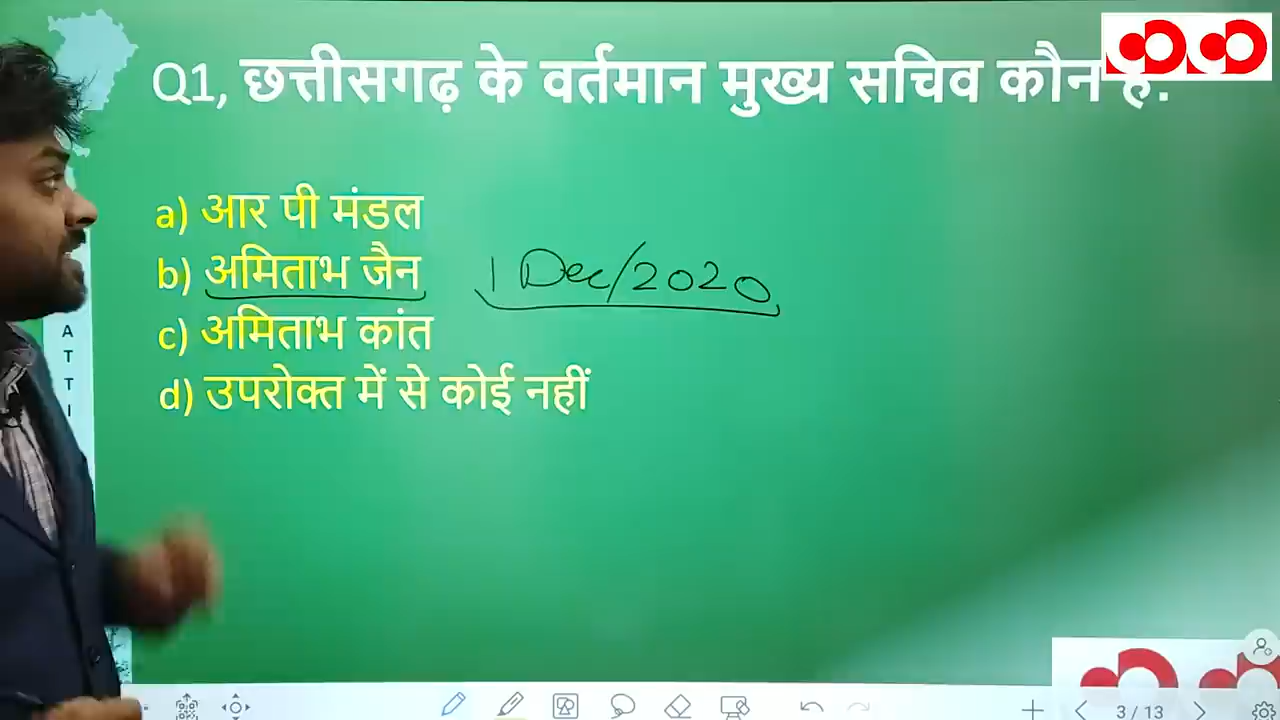 Q1, छत्तीसगढ़ के वर्तमान मुख्य सचिव कौन है.
a) आर पी मंडल
b) अमिताभ जैन 1 Dec/2020
c) अमिताभ कांत
d) उपरोक्त में से कोई नहीं
A
T
T
I
3 / 13